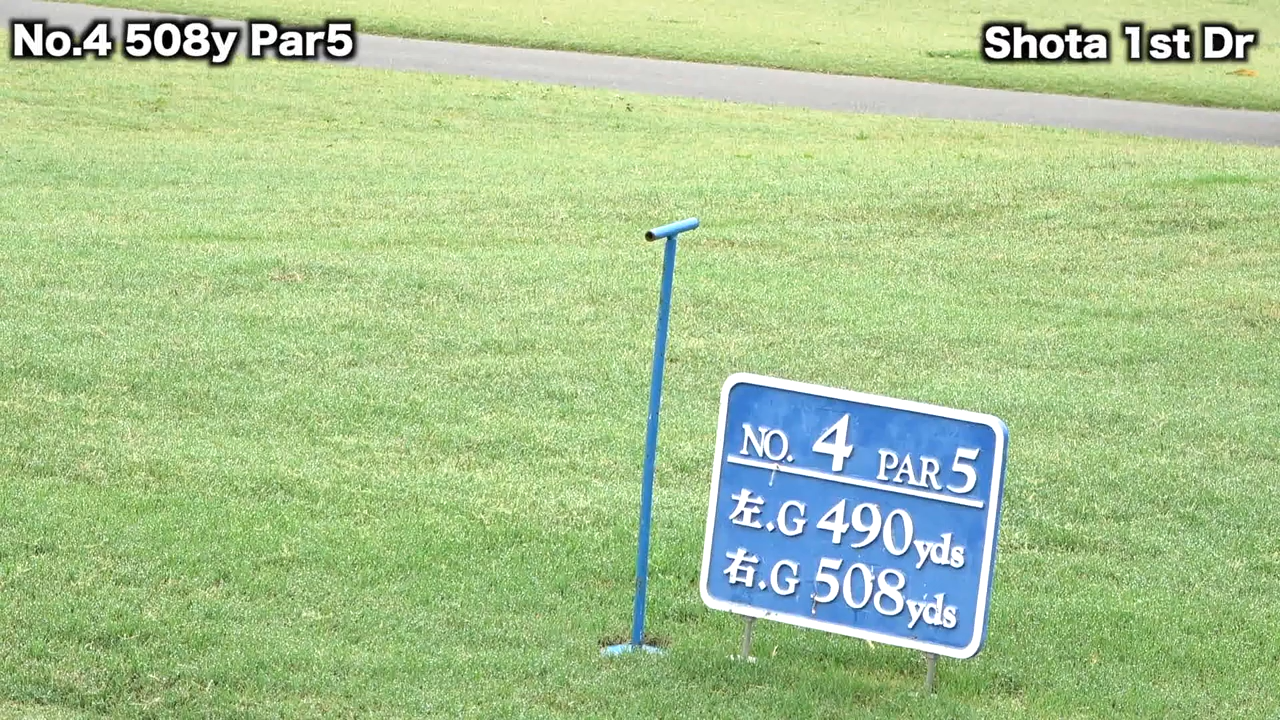 No.4 508y Par5
Shota 1st Dr
NO. 4 PAR 5
左.G 490yds
右.G 508yds